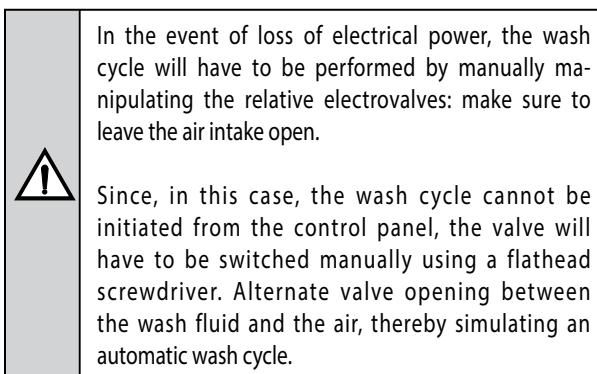 In the event of loss of electrical power, the wash
cycle will have to be performed by manually ma-
nipulating the relative electrovalves: make sure to
leave the air intake open.
Since, in this case, the wash cycle cannot be
initiated from the control panel, the valve will
have to be switched manually using a flathead
screwdriver. Alternate valve opening between
the wash fluid and the air, thereby simulating an
automatic wash cycle.